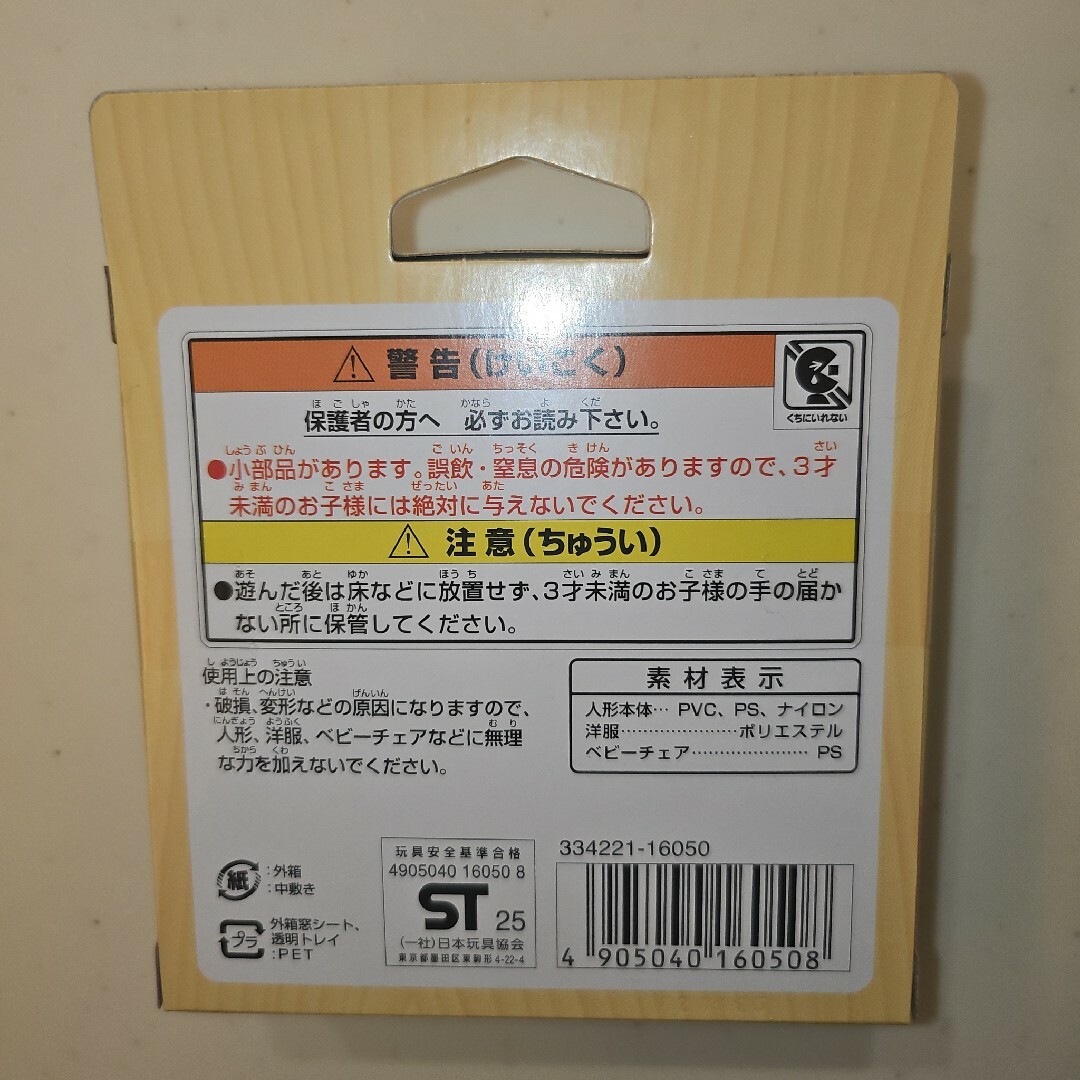 警告(けいこく)
くちにいれない
保護者の方へ 必ずお読み下さい。
●小部品があります。誤飲・窒息の危険がありますので、3才
未満のお子様には絶対に与えないでください。
注意(ちゅうい)
●遊んだ後は床などに放置せず、3才未満のお子様の手の届か
ない所に保管してください。
使用上の注意
・破損、変形などの原因になりますので、
人形、洋服、ベビーチェアなどに無理
な力を加えないでください。
素材表示
人形本体… PVC、PS、ナイロン
洋服…………………ポリエステル
ベビーチェア………………… PS
紙
:外箱
:中敷き
プラ
外箱窓シート、
透明トレイ
:PET
玩具安全基準合格
4905040 16050 8
ST 25
(一社)日本玩具協会
東京都墨田区東駒形4-22-4
334221-16050
4 905040 160508